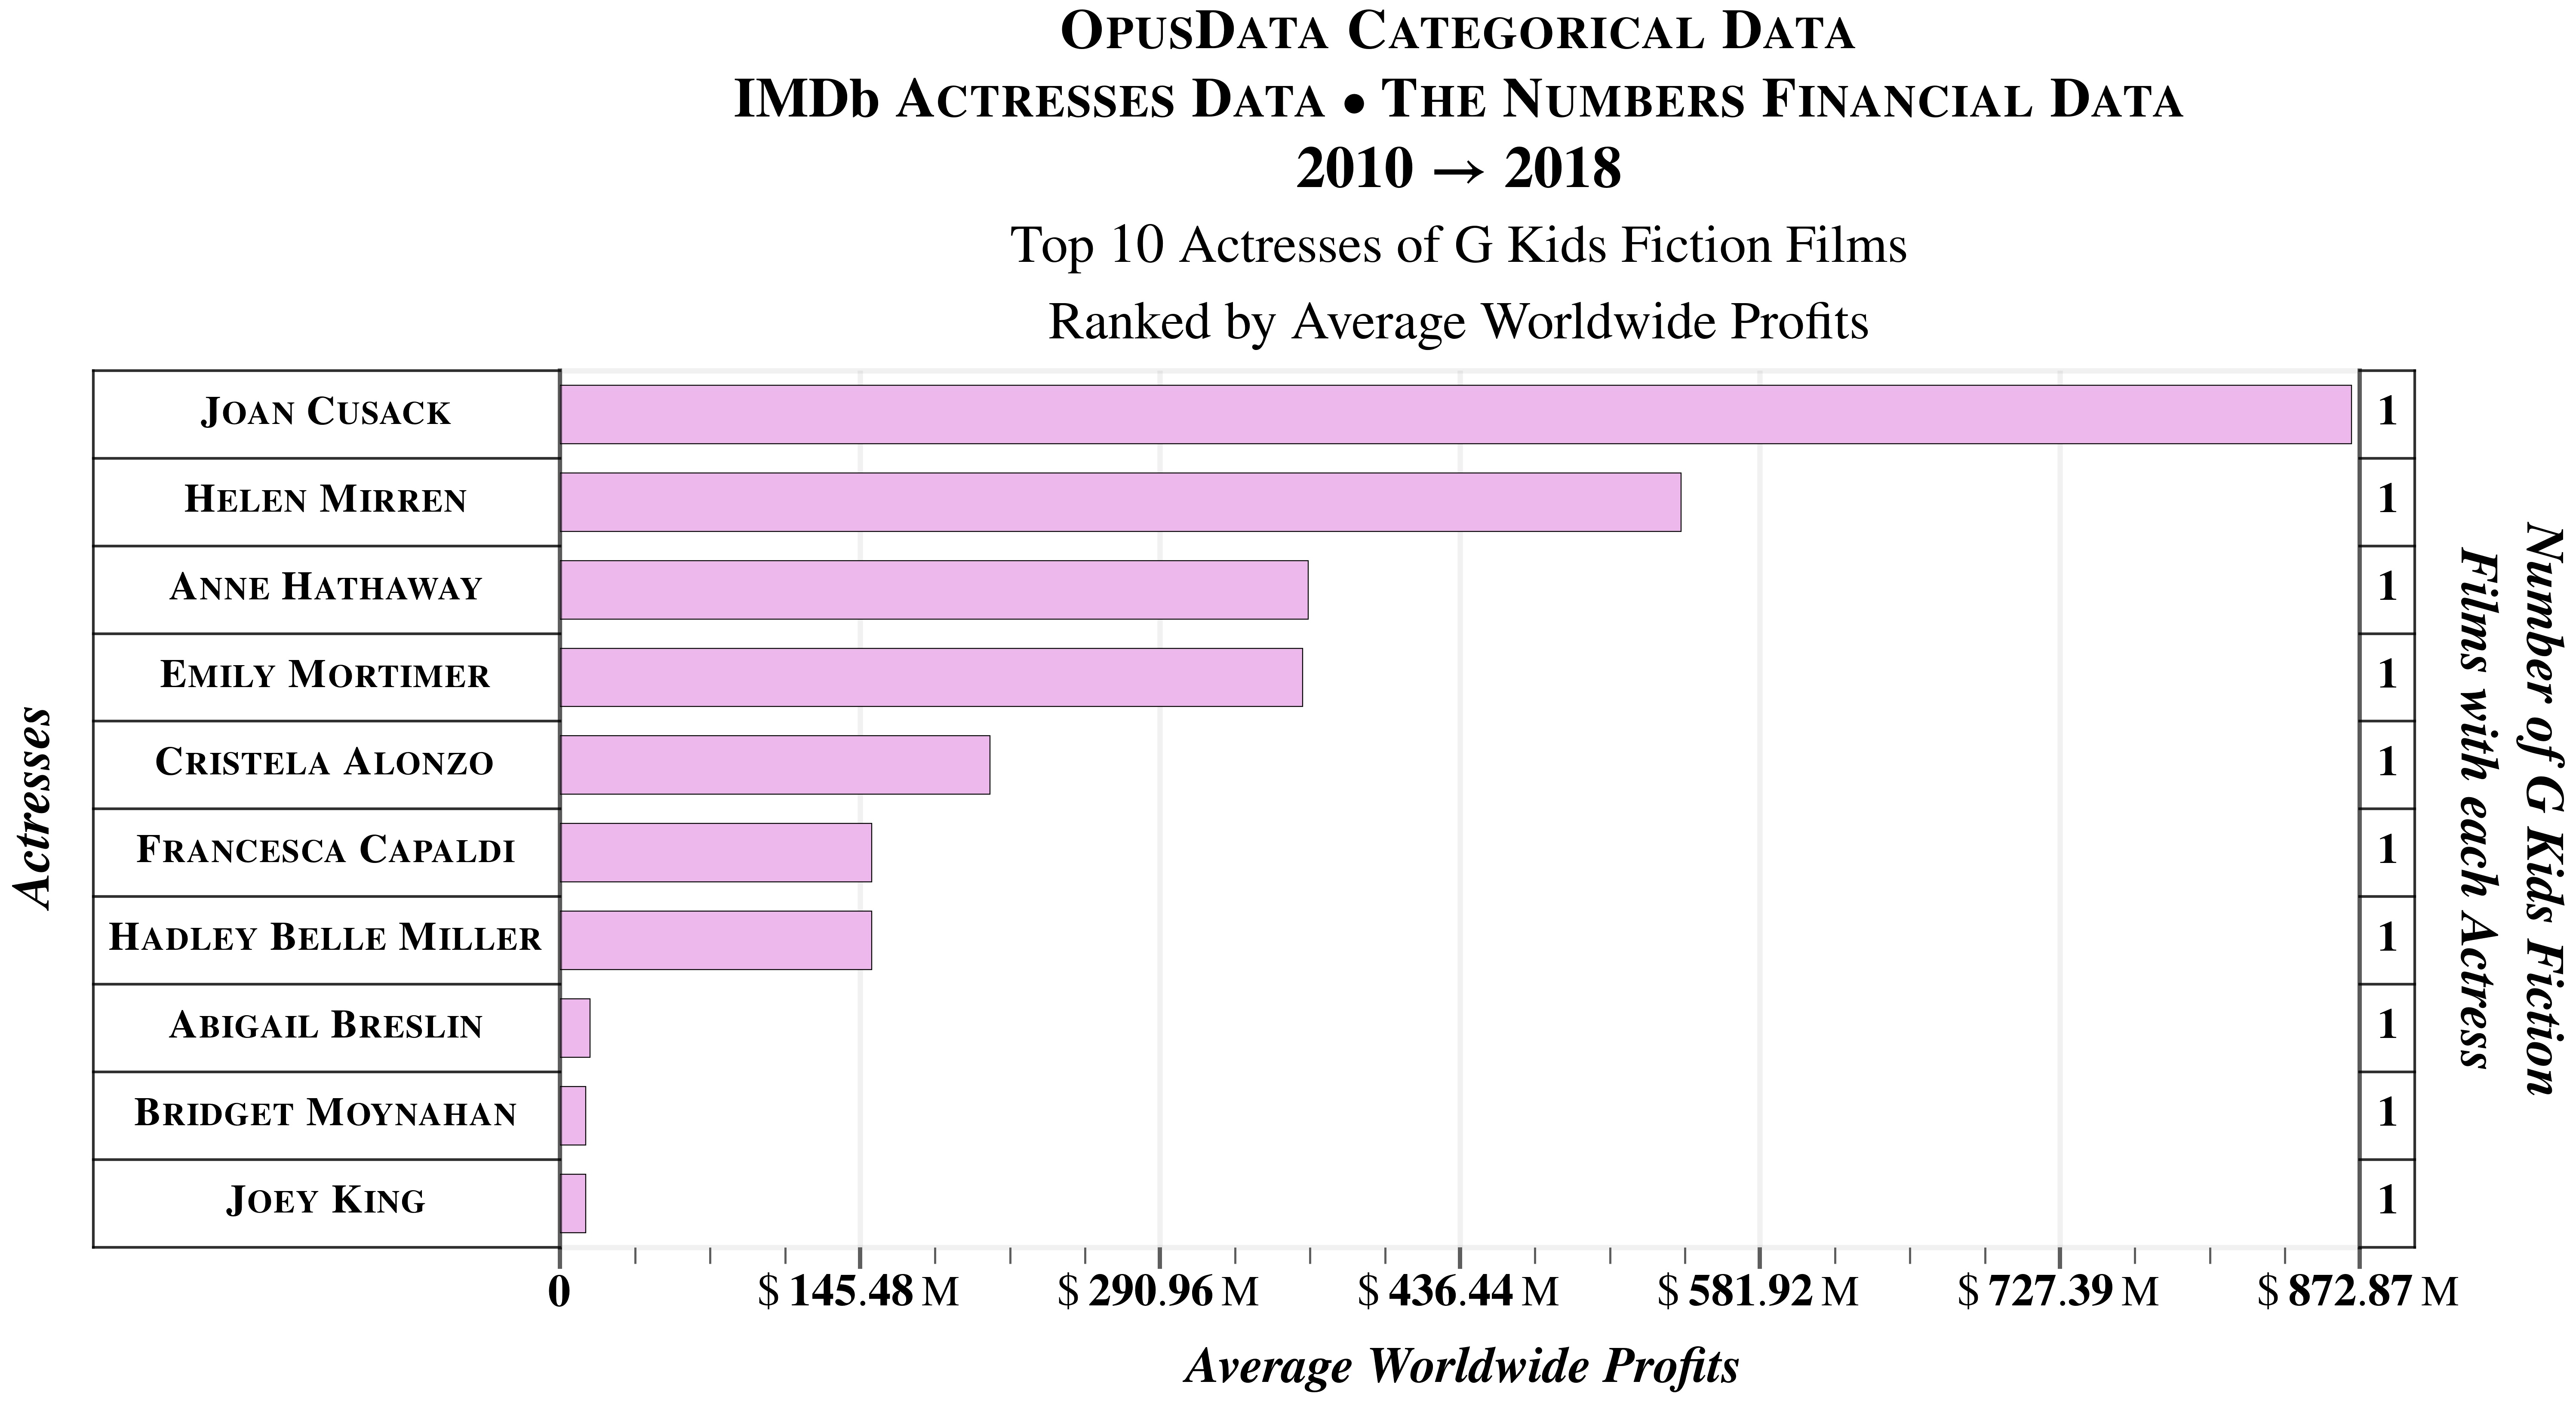 OpusData Categorical Data
IMDb Actresses Data • The Numbers Financial Data
2010 → 2018
Top 10 Actresses of G Kids Fiction Films
Ranked by Average Worldwide Profits
Actresses
Joan Cusack 1
Helen Mirren 1
Anne Hathaway 1
Emily Mortimer 1
Cristela Alonzo 1
Francesca Capaldi 1
Hadley Belle Miller 1
Abigail Breslin 1
Bridget Moynahan 1
Joey King 1
Number of G Kids Fiction
Films with each Actress
0 $ 145.48 M $ 290.96 M $ 436.44 M $ 581.92 M $ 727.39 M $ 872.87 M
Average Worldwide Profits